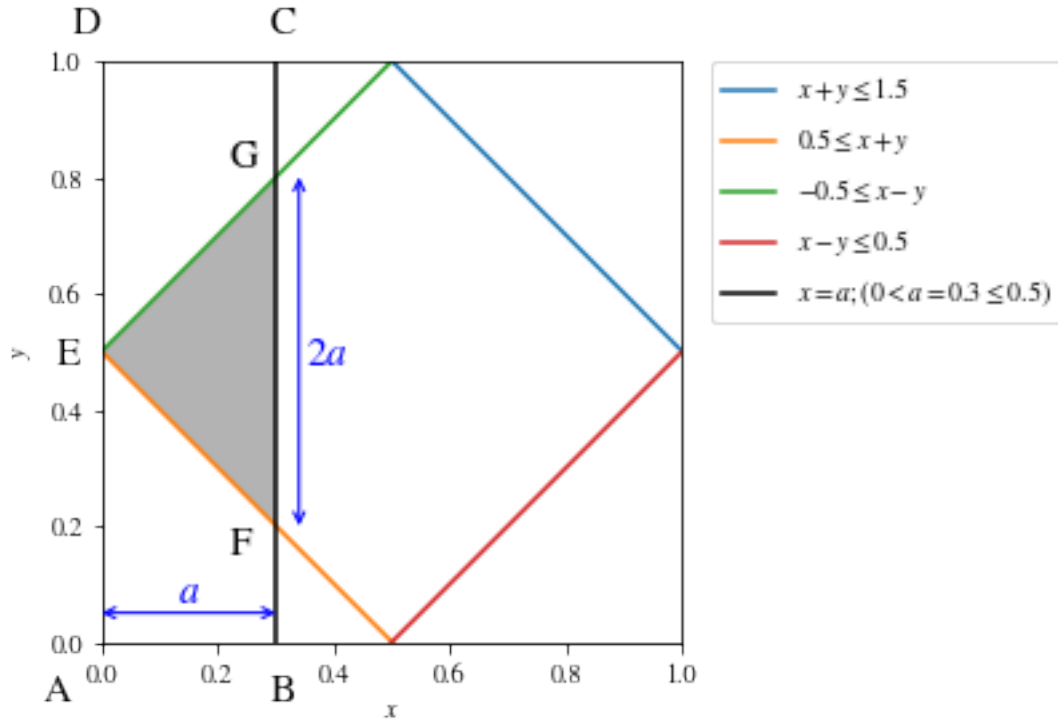 D C
1.0
G
0.8
0.6
E
2a
y
0.4
0.2
F
a
0.0
A 0.0 0.2 B 0.4 0.6 0.8 1.0
x
x + y ≤ 1.5
0.5 ≤ x + y
−0.5 ≤ x − y
x − y ≤ 0.5
x = a; (0 < a = 0.3 ≤ 0.5)